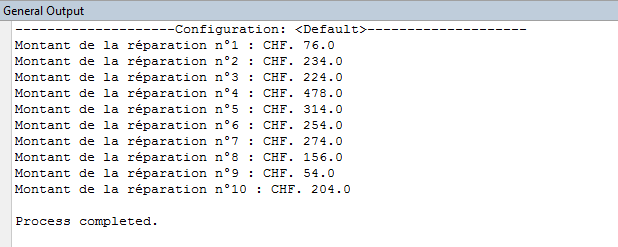 General Output
--------------------Configuration: <Default>--------------------
Montant de la réparation n°1 : CHF. 76.0
Montant de la réparation n°2 : CHF. 234.0
Montant de la réparation n°3 : CHF. 224.0
Montant de la réparation n°4 : CHF. 478.0
Montant de la réparation n°5 : CHF. 314.0
Montant de la réparation n°6 : CHF. 254.0
Montant de la réparation n°7 : CHF. 274.0
Montant de la réparation n°8 : CHF. 156.0
Montant de la réparation n°9 : CHF. 54.0
Montant de la réparation n°10 : CHF. 204.0
Process completed.